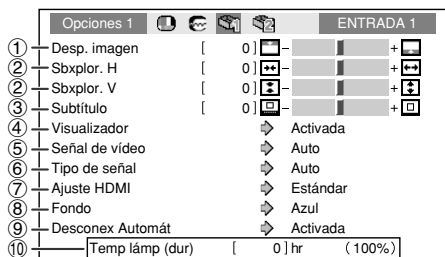 Opciones 1 ENTRADA 1
① Desp. imagen [ 0 ] − +
② Sbxplor. H [ 0 ] − +
② Sbxplor. V [ 0 ] − +
③ Subtítulo [ 0 ] − +
④ Visualizador Activada
⑤ Señal de vídeo Auto
⑥ Tipo de señal Auto
⑦ Ajuste HDMI Estándar
⑧ Fondo Azul
⑨ Desconex Automát Activada
⑩ Temp lámp (dur) [ 0 ] hr (100%)